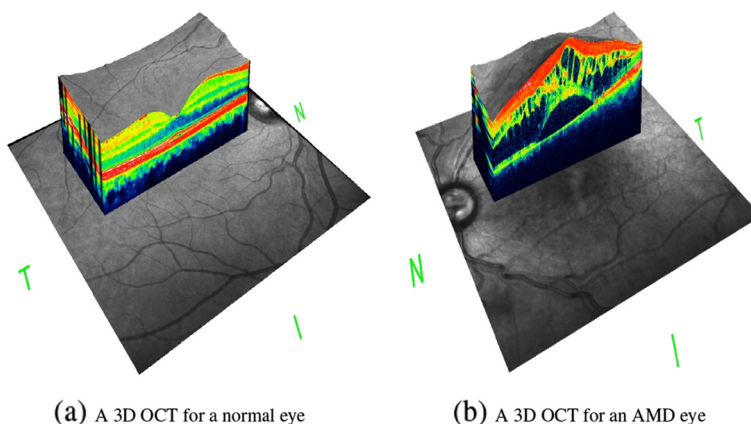 N
T
I
T
N
I
(a) A 3D OCT for a normal eye
(b) A 3D OCT for an AMD eye